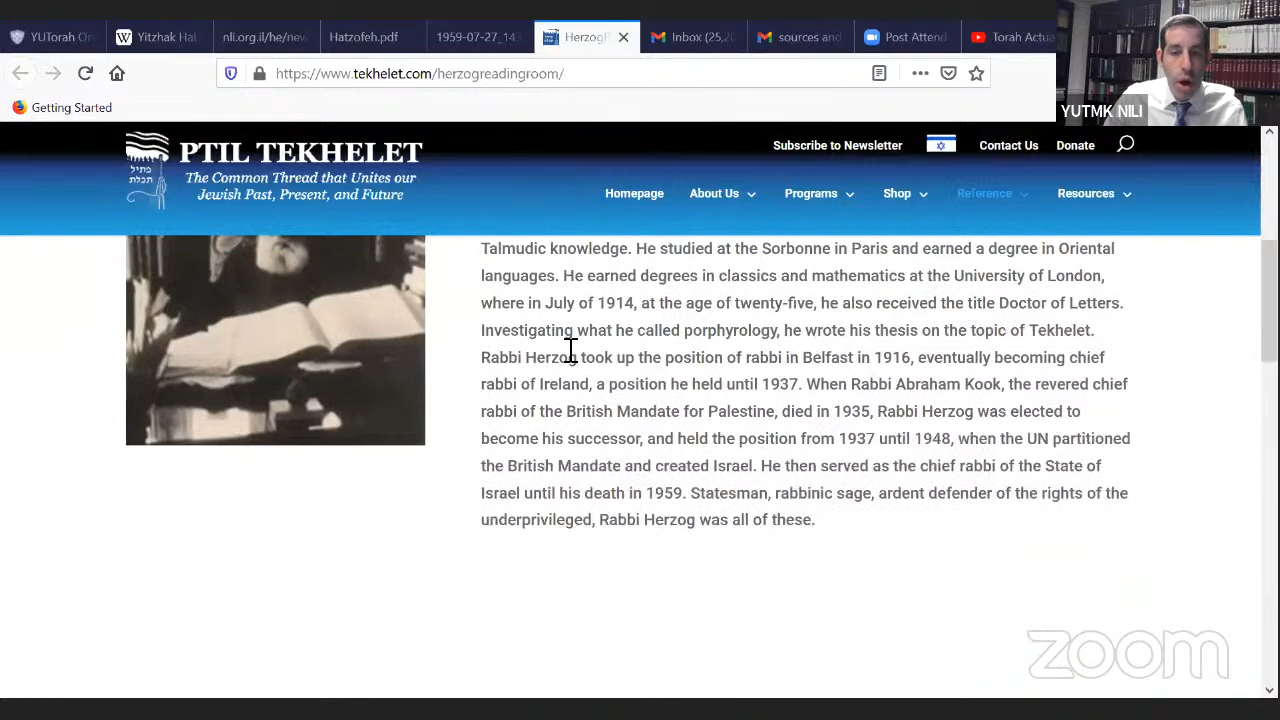 YUTorah On
Yitzhak Hal
nli.org.il/he/new
Hatzofeh.pdf
1959-07-27_143
HerzogR
Inbox (25,20
sources and
Post Attend
Torah Actua
https://www.tekhelet.com/herzogreadingroom/
YUTMK NILI
Getting Started
PTIL TEKHELET
פתיל
תכלת
The Common Thread that Unites our
Jewish Past, Present, and Future
Subscribe to Newsletter
Contact Us
Donate
Homepage
About Us
Programs
Shop
Reference
Resources
Talmudic knowledge. He studied at the Sorbonne in Paris and earned a degree in Oriental
languages. He earned degrees in classics and mathematics at the University of London,
where in July of 1914, at the age of twenty-five, he also received the title Doctor of Letters.
Investigating what he called porphyrology, he wrote his thesis on the topic of Tekhelet.
Rabbi Herzog took up the position of rabbi in Belfast in 1916, eventually becoming chief
rabbi of Ireland, a position he held until 1937. When Rabbi Abraham Kook, the revered chief
rabbi of the British Mandate for Palestine, died in 1935, Rabbi Herzog was elected to
become his successor, and held the position from 1937 until 1948, when the UN partitioned
the British Mandate and created Israel. He then served as the chief rabbi of the State of
Israel until his death in 1959. Statesman, rabbinic sage, ardent defender of the rights of the
underprivileged, Rabbi Herzog was all of these.
zoom